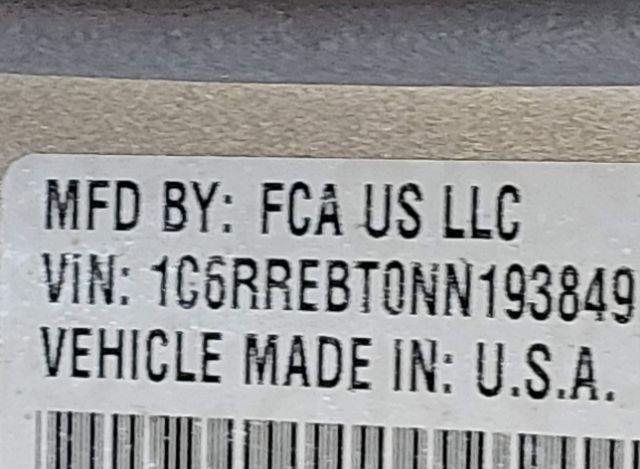 MFD BY: FCA US LLC
VIN: 1C6RREBT0NN193849
VEHICLE MADE IN: U.S.A.